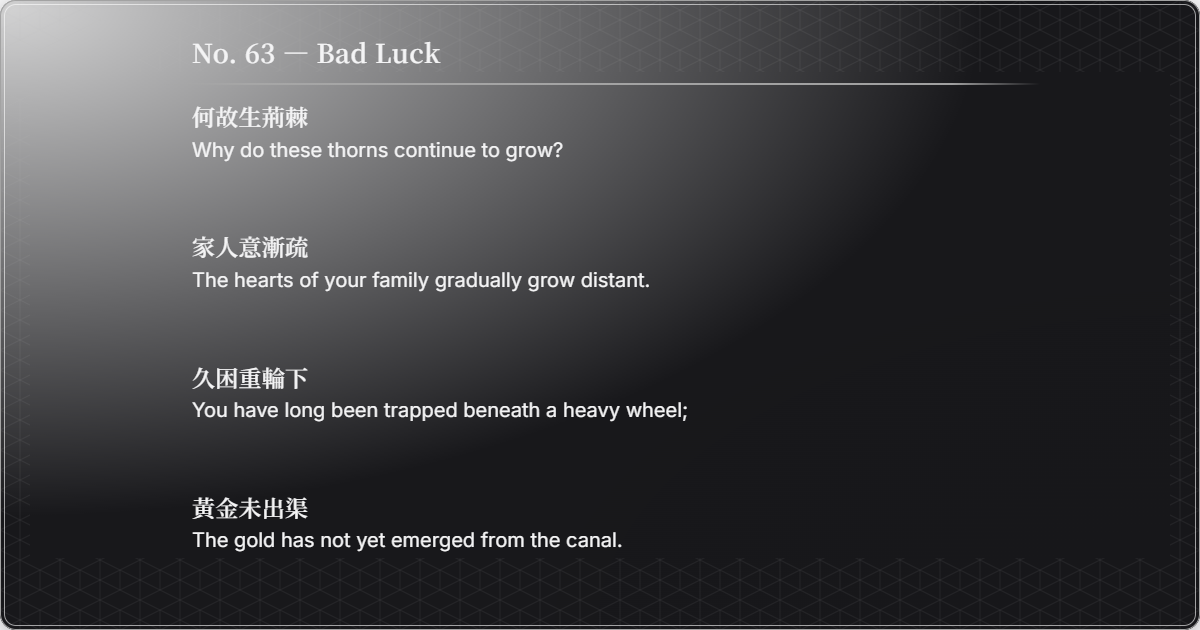 No. 63 — Bad Luck
何故生荊棘
Why do these thorns continue to grow?
家人意漸疏
The hearts of your family gradually grow distant.
久困重輪下
You have long been trapped beneath a heavy wheel;
黃金未出渠
The gold has not yet emerged from the canal.